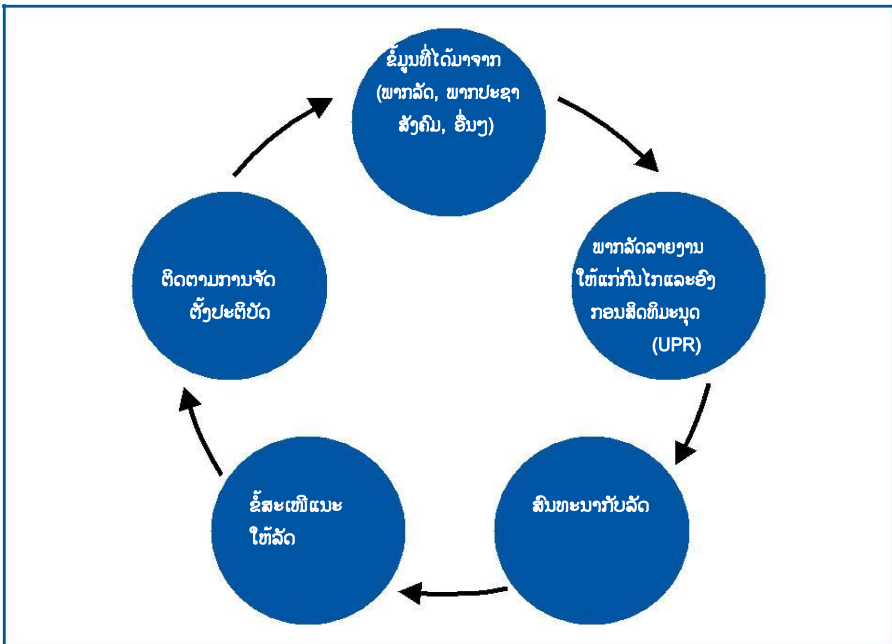 ຂໍ້ມູນທີ່ໄດ້ມາຈາກ
(ພາກລັດ, ພາກປະຊາ
ສັງຄົມ, ອື່ນໆ)
ພາກລັດລາຍງານ
ໃຫ້ແກ່ກົນໄກແລະອົງ
ກອນສິດທິມະນຸດ
(UPR)
ສົນທະນາກັບລັດ
ຂໍ້ສະເໜີແນະ
ໃຫ້ລັດ
ຕິດຕາມການຈັດ
ຕັ້ງປະຕິບັດ